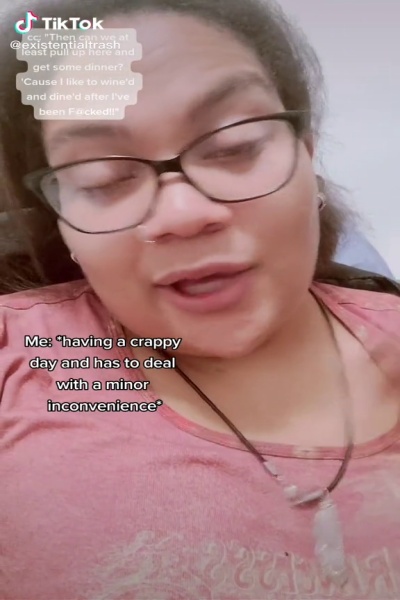 TikTok
@existentialtrash
cc: "Then can we at
least pull up here and
get some dinner?
'Cause I like to wine'd
and dine'd after I've
been F@cked!!"
Me: *having a crappy
day and has to deal
with a minor
inconvenience*